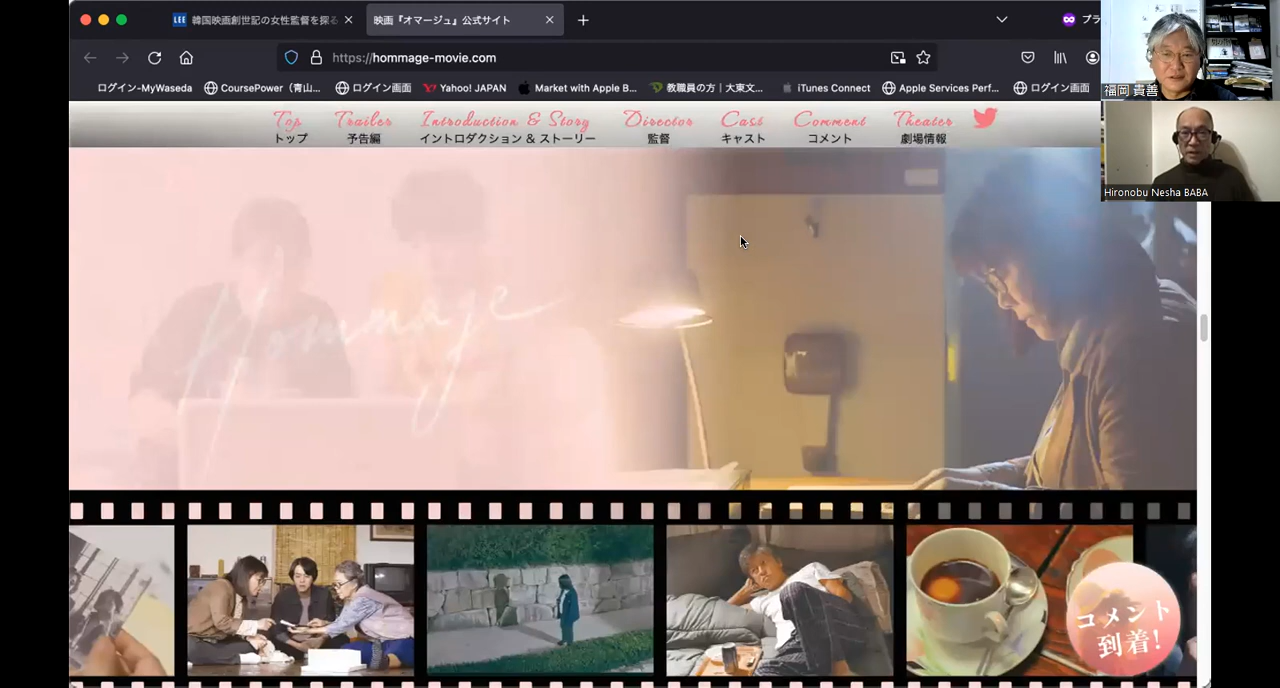 LEE 韓国映画創世記の女性監督を探る
映画『オマージュ』公式サイト
プラ
https://hommage-movie.com
ログイン-MyWaseda
CoursePower（青山...
ログイン画面
Yahoo! JAPAN
Market with Apple B...
教職員の方｜大東文...
iTunes Connect
Apple Services Perf...
ログイン画面
福岡 貴善
Hironobu Nesha BABA
Top Trailer Introduction & Story Director Cast Comment Theater
トップ 予告編 イントロダクション & ストーリー 監督 キャスト コメント 劇場情報
Hommage
コメント
到着!